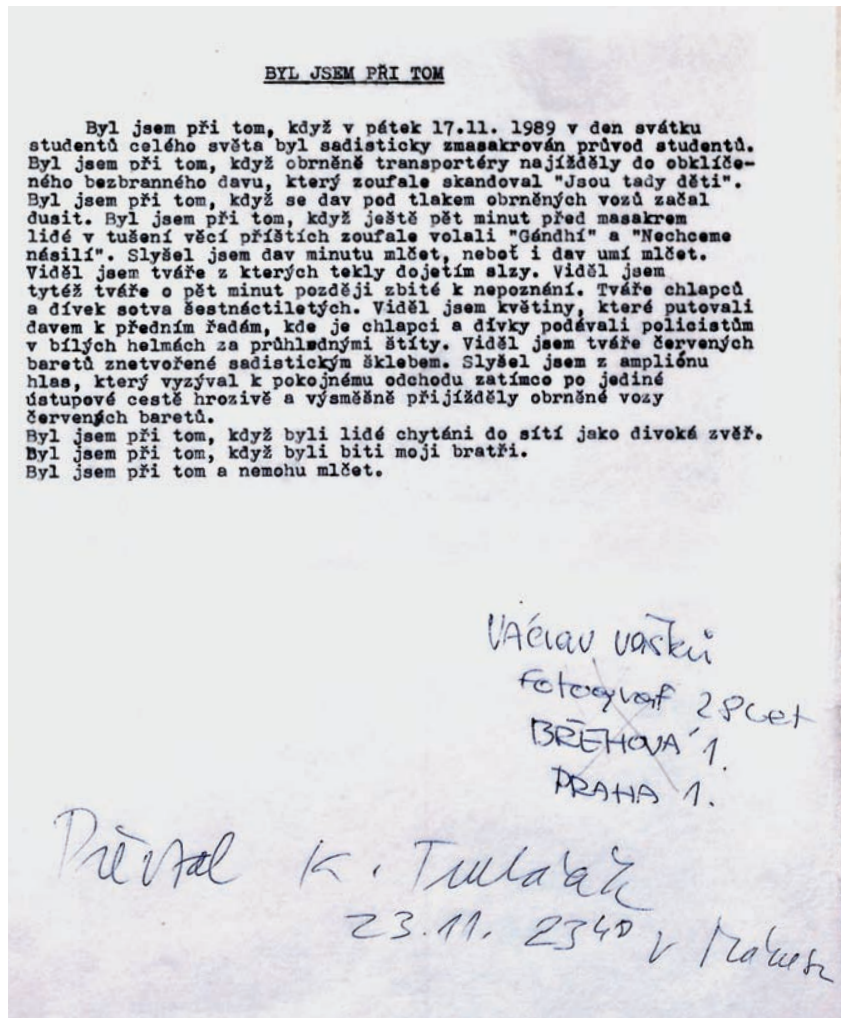 BYL JSEM PŘI TOM
Byl jsem při tom, když v pátek 17.11. 1989 v den svátku
studentů celého světa byl sadisticky zmasakrován průvod studentů.
Byl jsem při tom, když obrněné transportéry najížděly do obklíče-
ného bezbranného davu, který zoufale skandoval "Jsou tady děti".
Byl jsem při tom, když se dav pod tlakem obrněných vozů začal
dusit. Byl jsem při tom, když ještě pět minut před masakrem
lidé v tušení věcí příštích zoufale volali "Gándhí" a "Nechceme
násilí". Slyšel jsem dav minutu mlčet, neboť i dav umí mlčet.
Viděl jsem tváře z kterých tekly dojetím slzy. Viděl jsem
tytéž tváře o pět minut později zbité k nepoznání. Tváře chlapců
a dívek sotva šestnáctiletých. Viděl jsem květiny, které putovali
davem k předním řadám, kde je chlapci a dívky podávali policistům
v bílých helmách za průhlednými štíty. Viděl jsem tváře červených
baretů znetvořené sadistickým šklebem. Slyšel jsem z ampliónu
hlas, který vyzýval k pokojnému odchodu zatímco po jediné
ústupové cestě hrozivě a výsměšně přijížděly obrněné vozy
červených baretů.
Byl jsem při tom, když byli lidé chytáni do sítí jako divoká zvěř.
Byl jsem při tom, když byli biti moji bratři.
Byl jsem při tom a nemohu mlčet.
VÁCLAV VAŠKŮ
fotograf 28 let
BŘEHOVÁ 1.
PRAHA 1.
K.
23.11. 23⁴⁰ v